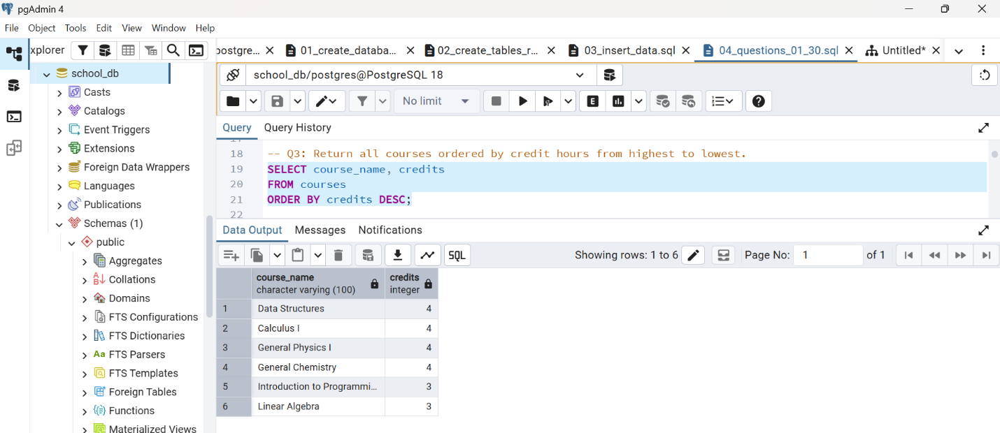 pgAdmin 4
File Object Tools Edit View Window Help
xplorer
postgre... 01_create_databa... 02_create_tables_r... 03_insert_data.sql 04_questions_01_30.sql Untitled*
school_db
Casts
Catalogs
Event Triggers
Extensions
Foreign Data Wrappers
Languages
Publications
Schemas (1)
public
Aggregates
Collations
Domains
FTS Configurations
FTS Dictionaries
Aa FTS Parsers
FTS Templates
Foreign Tables
Functions
Materialized Views
school_db/postgres@PostgreSQL 18
No limit E
Query Query History
18 -- Q3: Return all courses ordered by credit hours from highest to lowest.
19 SELECT course_name, credits
20 FROM courses
21 ORDER BY credits DESC;
22
Data Output Messages Notifications
SQL Showing rows: 1 to 6 Page No: 1 of 1
course_name credits
character varying (100) integer
1 Data Structures 4
2 Calculus I 4
3 General Physics I 4
4 General Chemistry 4
5 Introduction to Programmi... 3
6 Linear Algebra 3